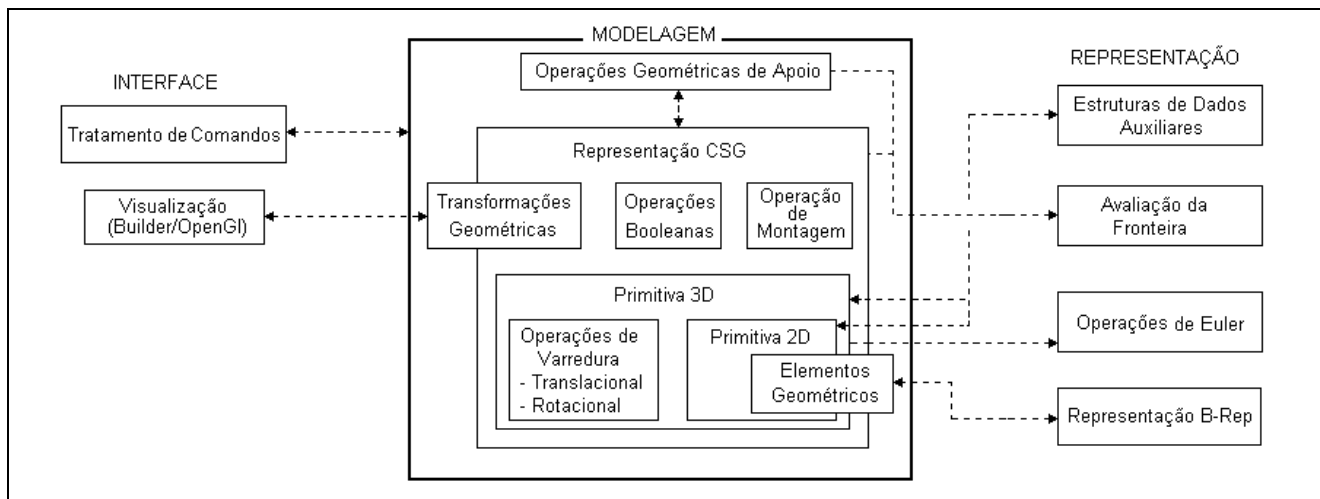 MODELAGEM
INTERFACE
Tratamento de Comandos
Visualização
(Builder/OpenGl)
Operações Geométricas de Apoio
Representação CSG
Transformações
Geométricas
Operações
Booleanas
Operação
de
Montagem
Primitiva 3D
Operações de
Varredura
- Translacional
- Rotacional
Primitiva 2D
Elementos
Geométricos
REPRESENTAÇÃO
Estruturas de Dados
Auxiliares
Avaliação da
Fronteira
Operações de Euler
Representação B-Rep